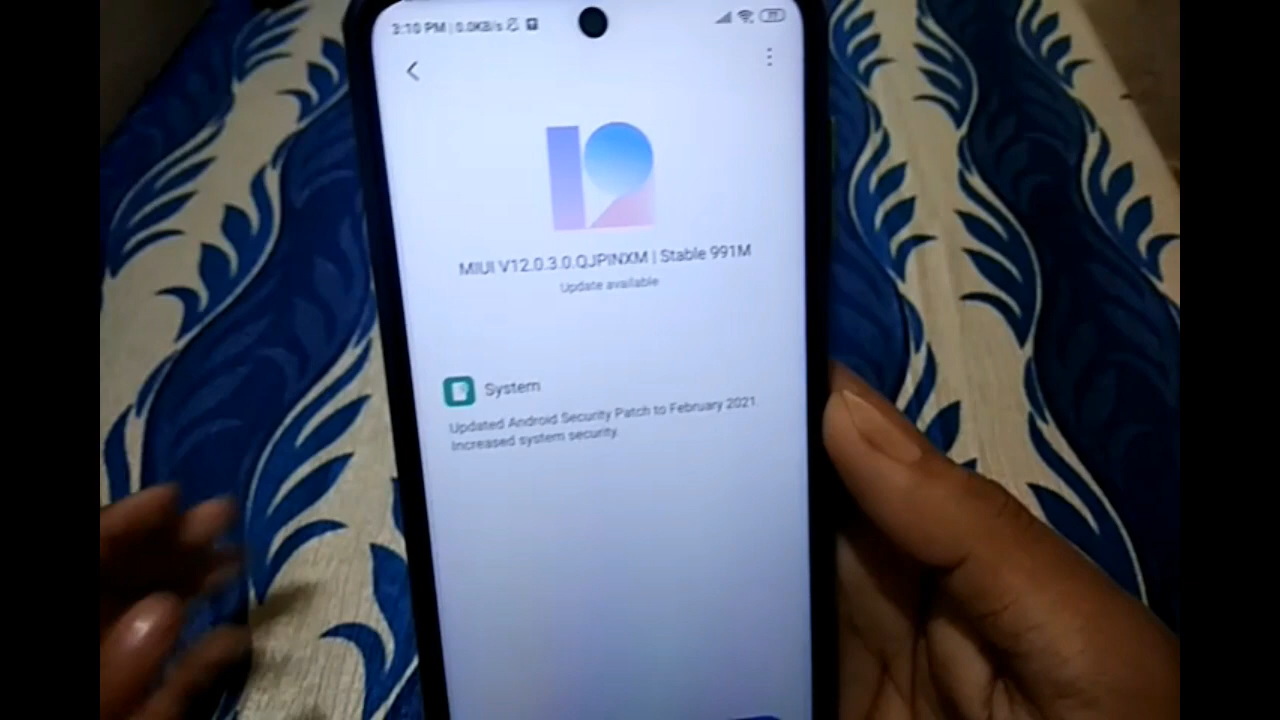 3:10 PM | 0.0KB/s
MIUI V12.0.3.0.QJPINXM | Stable 991M
Update available
System
Updated Android Security Patch to February 2021.
Increased system security.